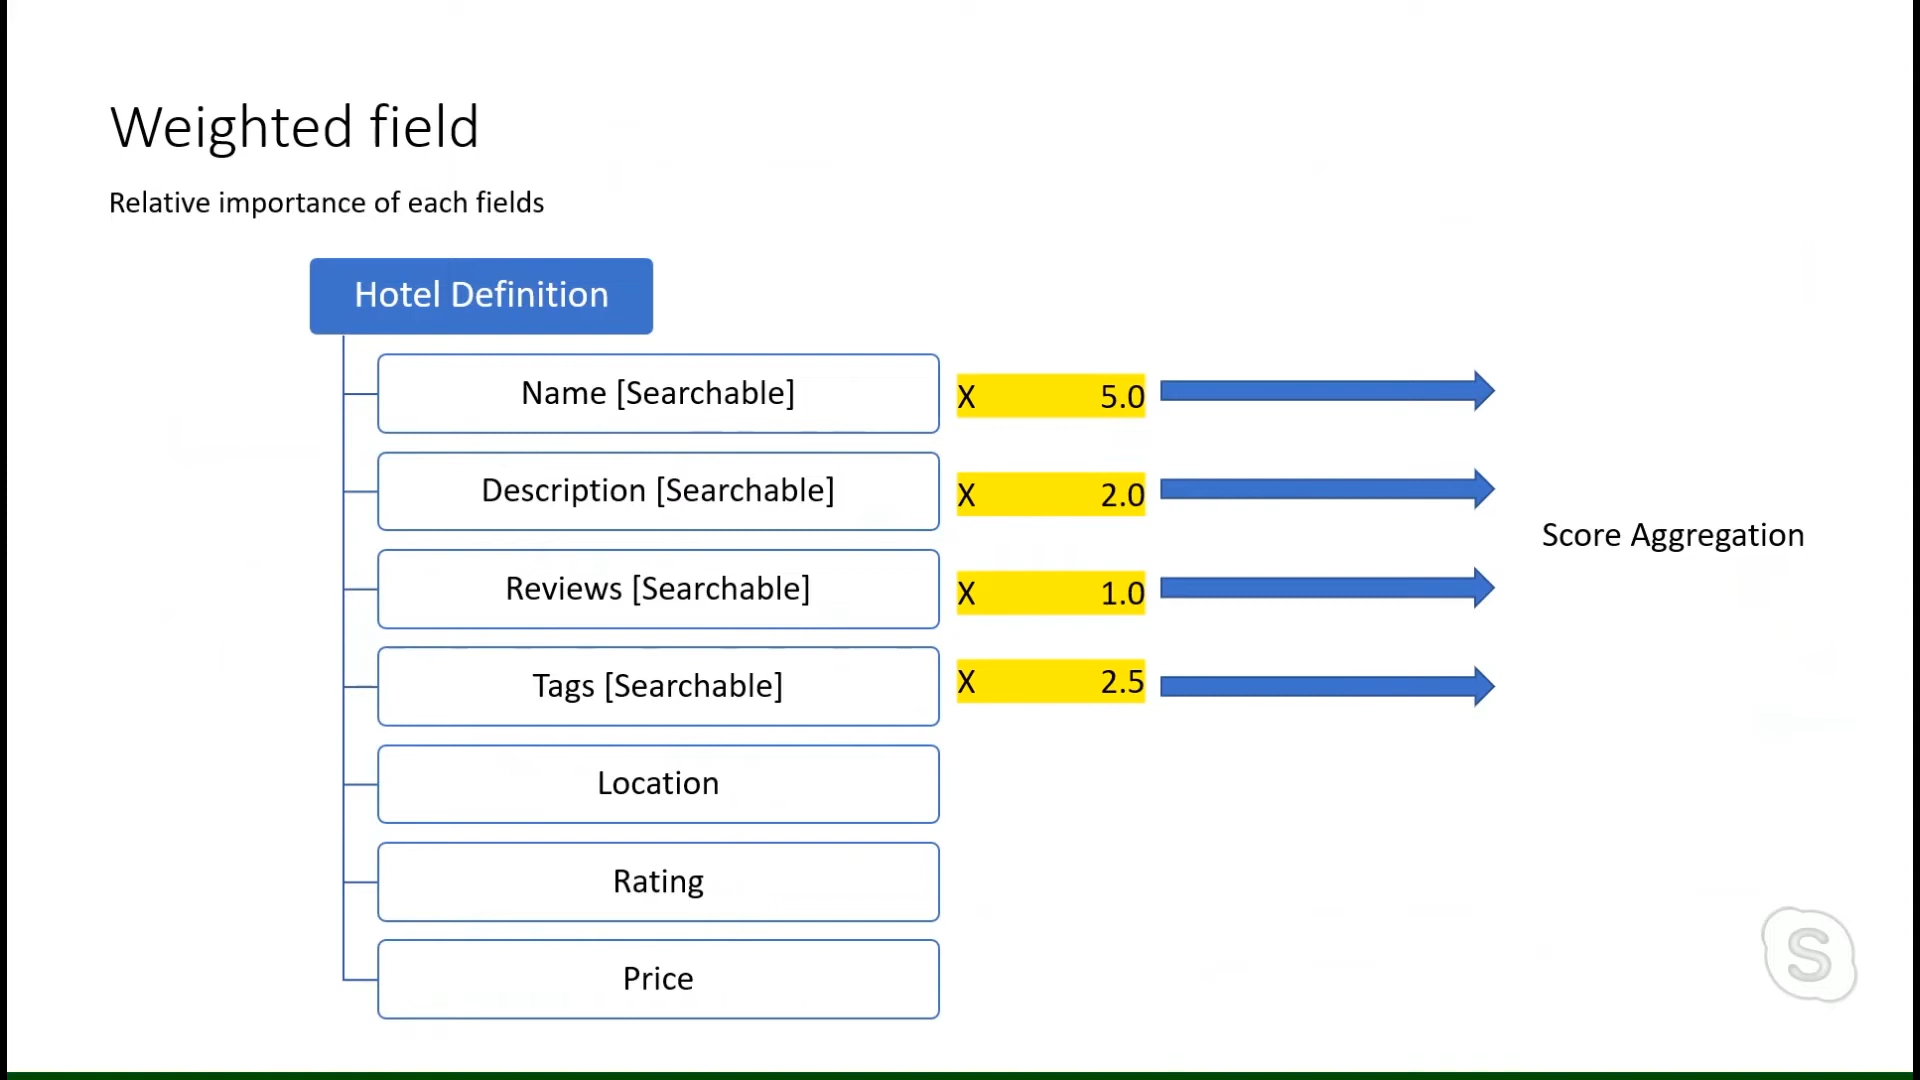 Weighted field
Relative importance of each fields
Hotel Definition
Name [Searchable]
X 5.0
Description [Searchable]
X 2.0
Score Aggregation
Reviews [Searchable]
X 1.0
Tags [Searchable]
X 2.5
Location
Rating
Price
S